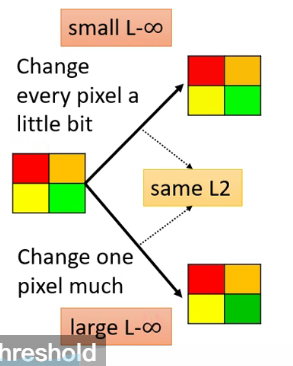 small L-∞
Change
every pixel a
little bit
same L2
Change one
pixel much
large L-∞
hreshold